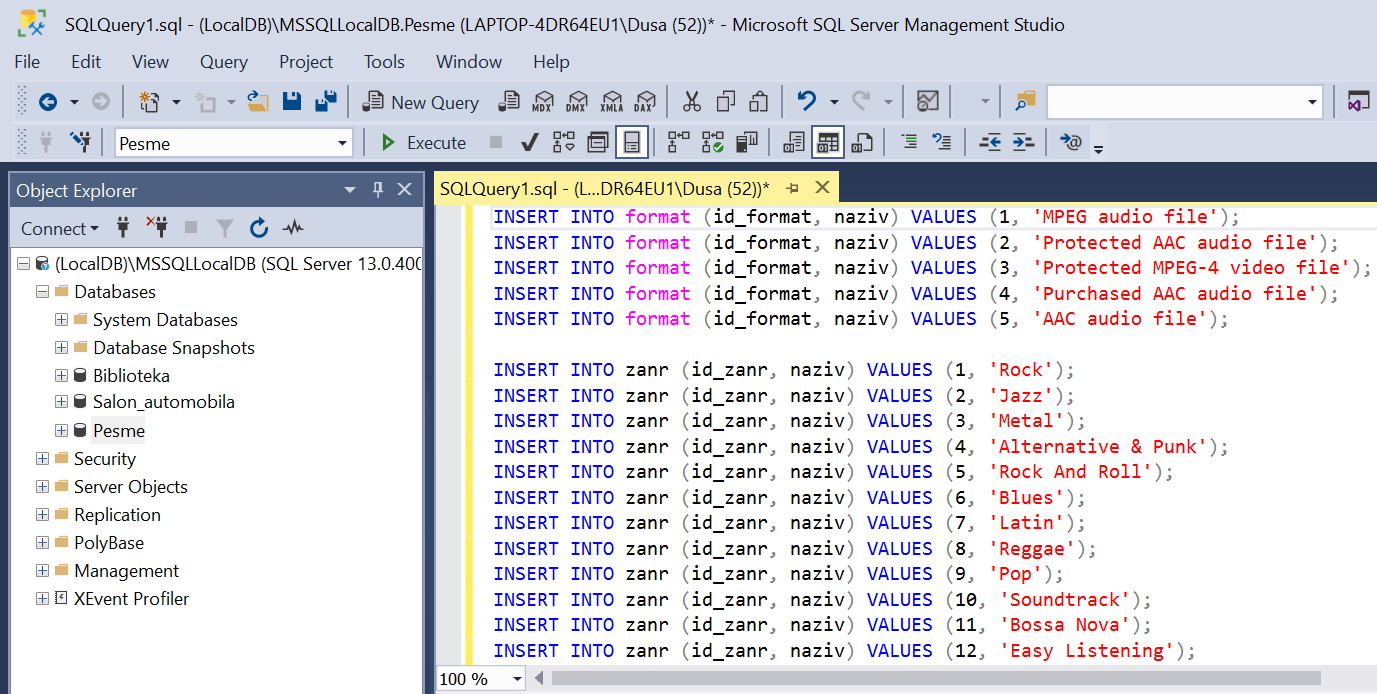 SQLQuery1.sql - (LocalDB)\MSSQLLocalDB.Pesme (LAPTOP-4DR64EU1\Dusa (52))* - Microsoft SQL Server Management Studio
File Edit View Query Project Tools Window Help
New Query MDX DMX XMLA DAX
Pesme Execute
Object Explorer
Connect
(LocalDB)\MSSQLLocalDB (SQL Server 13.0.400
Databases
System Databases
Database Snapshots
Biblioteka
Salon_automobila
Pesme
Security
Server Objects
Replication
PolyBase
Management
XEvent Profiler
SQLQuery1.sql - (L...DR64EU1\Dusa (52))*
INSERT INTO format (id_format, naziv) VALUES (1, 'MPEG audio file');
INSERT INTO format (id_format, naziv) VALUES (2, 'Protected AAC audio file');
INSERT INTO format (id_format, naziv) VALUES (3, 'Protected MPEG-4 video file');
INSERT INTO format (id_format, naziv) VALUES (4, 'Purchased AAC audio file');
INSERT INTO format (id_format, naziv) VALUES (5, 'AAC audio file');
INSERT INTO zanr (id_zanr, naziv) VALUES (1, 'Rock');
INSERT INTO zanr (id_zanr, naziv) VALUES (2, 'Jazz');
INSERT INTO zanr (id_zanr, naziv) VALUES (3, 'Metal');
INSERT INTO zanr (id_zanr, naziv) VALUES (4, 'Alternative & Punk');
INSERT INTO zanr (id_zanr, naziv) VALUES (5, 'Rock And Roll');
INSERT INTO zanr (id_zanr, naziv) VALUES (6, 'Blues');
INSERT INTO zanr (id_zanr, naziv) VALUES (7, 'Latin');
INSERT INTO zanr (id_zanr, naziv) VALUES (8, 'Reggae');
INSERT INTO zanr (id_zanr, naziv) VALUES (9, 'Pop');
INSERT INTO zanr (id_zanr, naziv) VALUES (10, 'Soundtrack');
INSERT INTO zanr (id_zanr, naziv) VALUES (11, 'Bossa Nova');
INSERT INTO zanr (id_zanr, naziv) VALUES (12, 'Easy Listening');
100 %